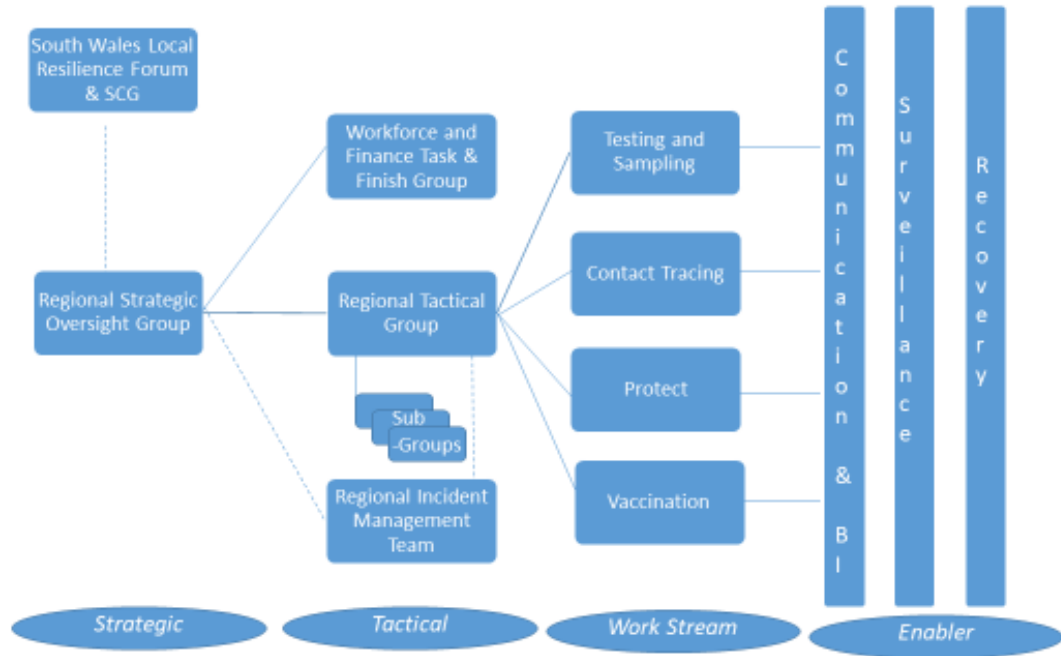 South Wales Local
Resilience Forum
& SCG
Workforce and
Finance Task &
Finish Group
Testing and
Sampling
Regional Strategic
Oversight Group
Regional Tactical
Group
Contact Tracing
Protect
Sub
-Groups
Regional Incident
Management
Team
Vaccination
Communication & BI
Surveillance
Recovery
Strategic
Tactical
Work Stream
Enabler